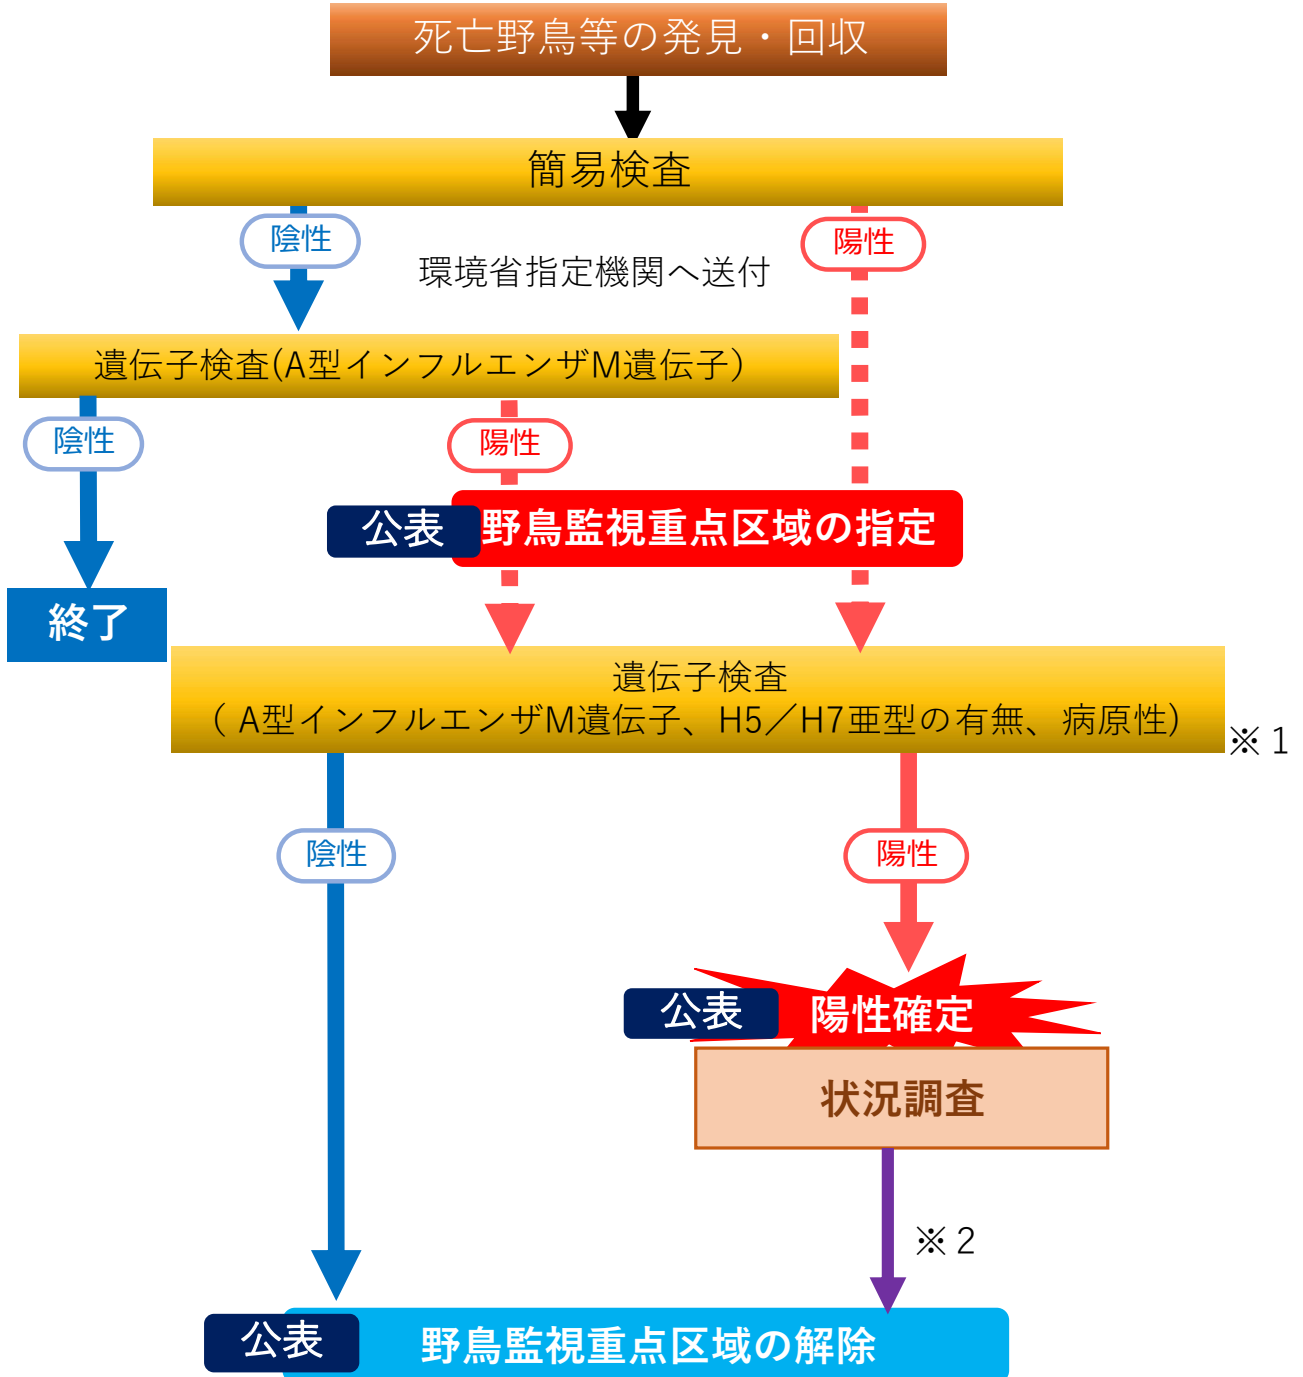 死亡野鳥等の発見・回収
簡易検査
陰性
陽性
環境省指定機関へ送付
遺伝子検査(A型インフルエンザM遺伝子）
陰性
陽性
公表
野鳥監視重点区域の指定
終了
遺伝子検査
（ A型インフルエンザM遺伝子、H5／H7亜型の有無、病原性）
※１
陰性
陽性
公表
陽性確定
状況調査
※２
公表
野鳥監視重点区域の解除